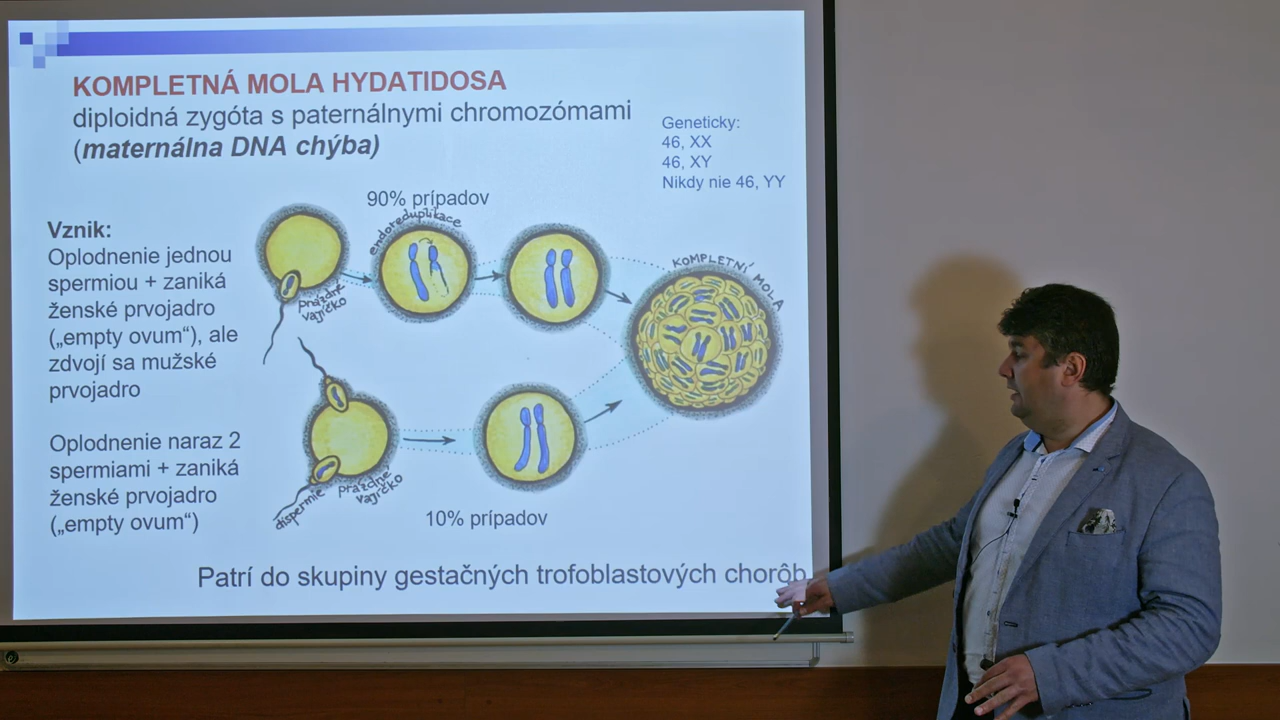 KOMPLETNÁ MOLA HYDATIDOSA
diploidná zygóta s paternálnymi chromozómami
(maternálna DNA chýba)
Geneticky:
46, XX
46, XY
Nikdy nie 46, YY
90% prípadov
Vznik:
Oplodnenie jednou
spermiou + zaniká
ženské prvojadro
(„empty ovum“), ale
zdvojí sa mužské
prvojadro
Oplodnenie naraz 2
spermiami + zaniká
ženské prvojadro
(„empty ovum“)
endoreduplikace
prázdné
vajíčko
KOMPLETNÍ MOLA
dispermie
prázdné
vajíčko
10% prípadov
Patrí do skupiny gestačných trofoblastových chorôb